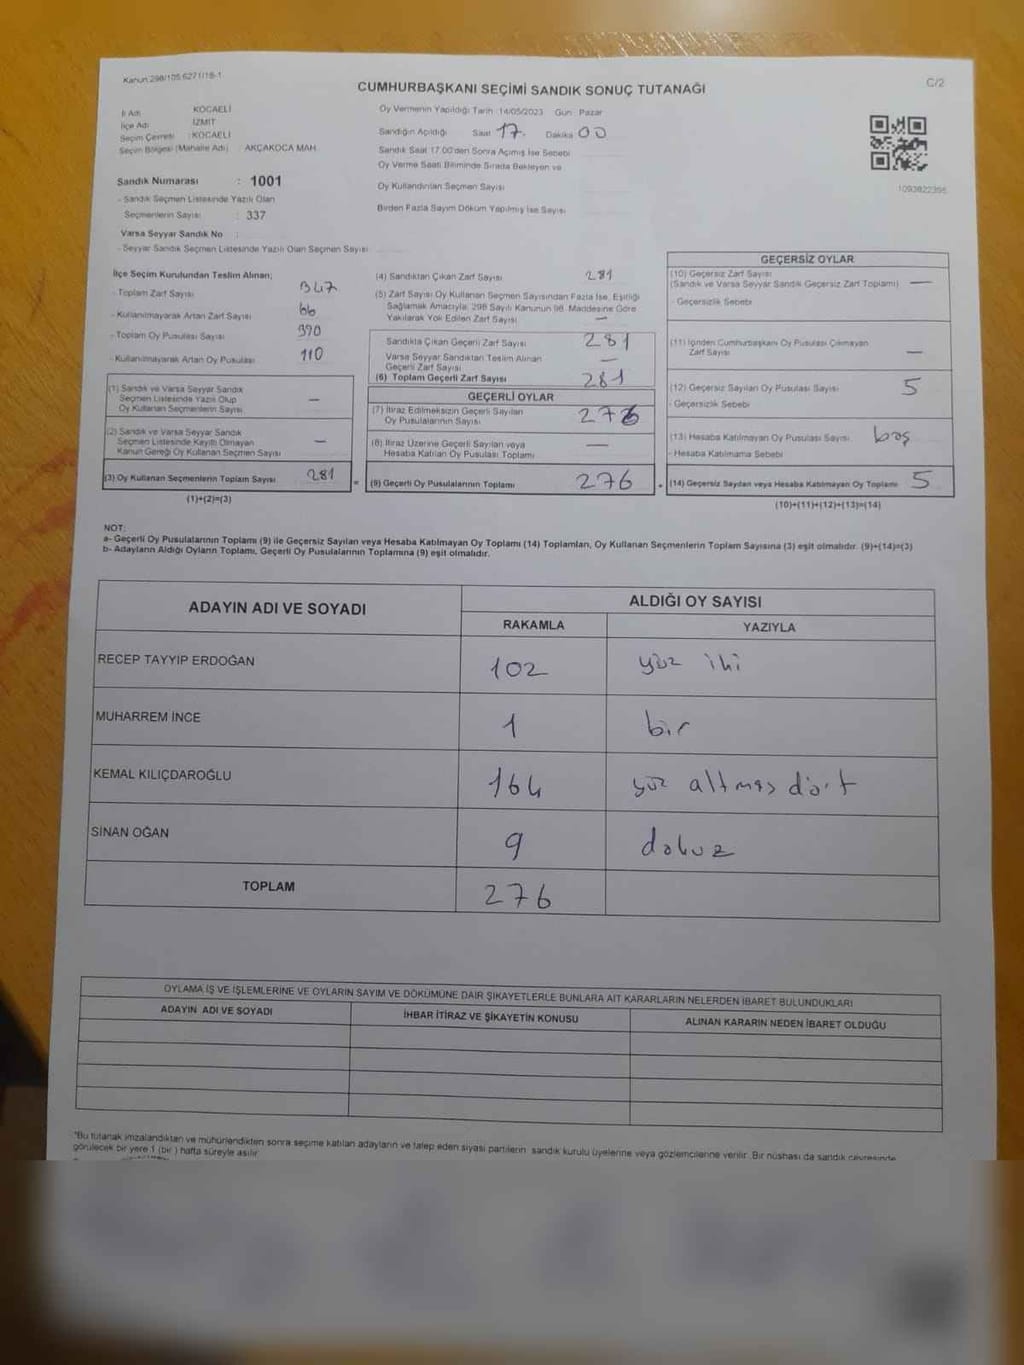 Kanun 298/105 6271/18-1
C/2
CUMHURBAŞKANI SEÇİMİ SANDIK SONUÇ TUTANAĞI
İl Adı KOCAELİ
İlçe Adı İZMİT
Seçim Çevresi : KOCAELİ
Seçim Bölgesi (Mahalle Adı) : AKÇAKOCA MAH.
Sandık Numarası : 1001
- Sandık Seçmen Listesinde Yazılı Olan
Seçmenlerin Sayısı : 337
Varsa Seyyar Sandık No :
- Seyyar Sandık Seçmen Listesinde Yazılı Olan Seçmen Sayısı
Oy Vermenin Yapıldığı Tarih :14/05/2023 Gün : Pazar
Sandığın Açıldığı Saat 17. Dakika 00
Sandık Saat 17.00'den Sonra Açımış İse Sebebi
Oy Verme Saati Bitiminde Sırada Bekleyen ve
Oy Kullandırılan Seçmen Sayısı
Birden Fazla Sayım Döküm Yapılmış İse Sayısı
1093822395
İlçe Seçim Kurulundan Teslim Alınan;
- Toplam Zarf Sayısı 347
- Kullanılmayarak Artan Zarf Sayısı 66
- Toplam Oy Pusulası Sayısı 390
- Kullanılmayarak Artan Oy Pusulası 110
(1) Sandık ve Varsa Seyyar Sandık
Seçmen Listesinde Yazılı Olup
Oy Kullanan Seçmenlerin Sayısı —
(2) Sandık ve Varsa Seyyar Sandık
Seçmen Listesinde Kayıtlı Olmayan
Kanun Gereği Oy Kullanan Seçmen Sayısı —
(3) Oy Kullanan Seçmenlerin Toplam Sayısı 281
(1)+(2)=(3)
(4) Sandıktan Çıkan Zarf Sayısı 281
(5) Zarf Sayısı Oy Kullanan Seçmen Sayısından Fazla İse, Eşitliği
Sağlamak Amacıyla, 298 Sayılı Kanunun 98. Maddesine Göre
Yakılarak Yok Edilen Zarf Sayısı —
Sandıkta Çıkan Geçerli Zarf Sayısı 281
Varsa Seyyar Sandıktan Teslim Alınan
Geçerli Zarf Sayısı —
(6) Toplam Geçerli Zarf Sayısı 281
GEÇERLİ OYLAR
(7) İtiraz Edilmeksizin Geçerli Sayılan
Oy Pusulalarının Sayısı 276
(8) İtiraz Üzerine Geçerli Sayılan veya
Hesaba Katılan Oy Pusulası Toplamı —
= (9) Geçerli Oy Pusulalarının Toplamı 276
GEÇERSİZ OYLAR
(10) Geçersiz Zarf Sayısı
(Sandık ve Varsa Seyyar Sandık Geçersiz Zarf Toplamı) —
- Geçersizlik Sebebi
(11) İçinden Cumhurbaşkanı Oy Pusulası Çıkmayan
Zarf Sayısı —
(12) Geçersiz Sayılan Oy Pusulası Sayısı 5
- Geçersizlik Sebebi
(13) Hesaba Katılmayan Oy Pusulası Sayısı boş
- Hesaba Katılmama Sebebi
+ (14) Geçersiz Sayılan veya Hesaba Katılmayan Oy Toplamı 5
(10)+(11)+(12)+(13)=(14)
NOT:
a- Geçerli Oy Pusulalarının Toplamı (9) ile Geçersiz Sayılan veya Hesaba Katılmayan Oy Toplamı (14) Toplamları, Oy Kullanan Seçmenlerin Toplam Sayısına (3) eşit olmalıdır. (9)+(14)=(3)
b- Adayların Aldığı Oyların Toplamı, Geçerli Oy Pusulalarının Toplamına (9) eşit olmalıdır.
ADAYIN ADI VE SOYADI ALDIĞI OY SAYISI
RAKAMLA YAZIYLA
RECEP TAYYİP ERDOĞAN 102 yüz iki
MUHARREM İNCE 1 bir
KEMAL KILIÇDAROĞLU 164 yüz altmış dört
SİNAN OĞAN 9 dokuz
TOPLAM 276
OYLAMA İŞ VE İŞLEMLERİNE VE OYLARIN SAYIM VE DÖKÜMÜNE DAİR ŞİKAYETLERLE BUNLARA AİT KARARLARIN NELERDEN İBARET BULUNDUKLARI
ADAYIN ADI VE SOYADI İHBAR İTİRAZ VE ŞİKAYETİN KONUSU ALINAN KARARIN NEDEN İBARET OLDUĞU
*Bu tutanak imzalandıktan ve mühürlendikten sonra seçime katılan adayların ve talep eden siyasi partilerin sandık kurulu üyelerine veya gözlemcilerine verilir. Bir nüshası da sandık çevresinde
görülecek bir yere 1 (bir ) hafta süreyle asılır.